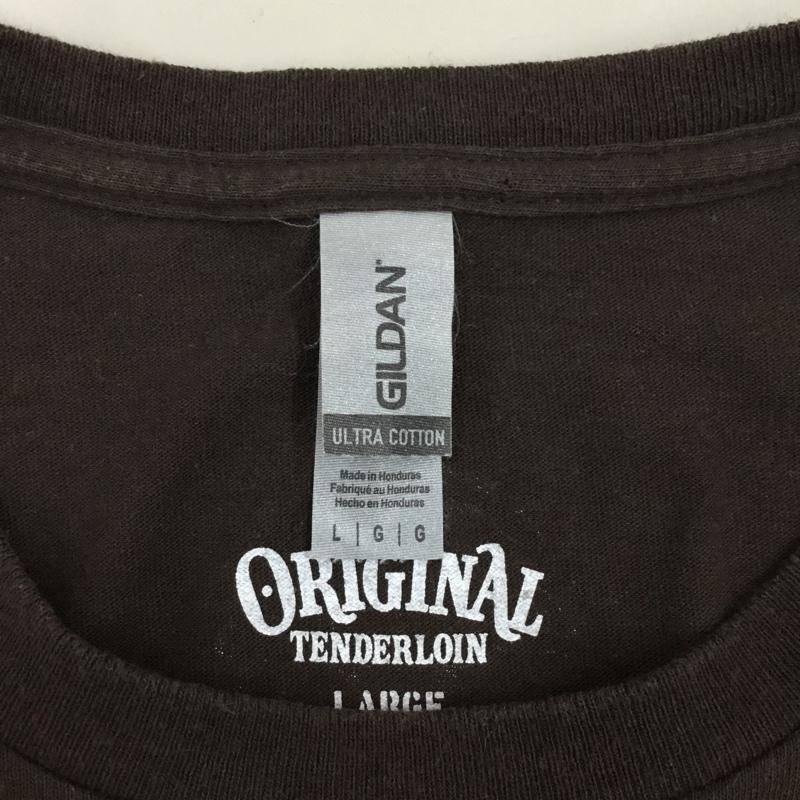 GILDAN®
ULTRA COTTON
Made in Honduras
Fabriqué au Honduras
Hecho en Honduras
L | G | G
ORIGINAL
TENDERLOIN
LARGE